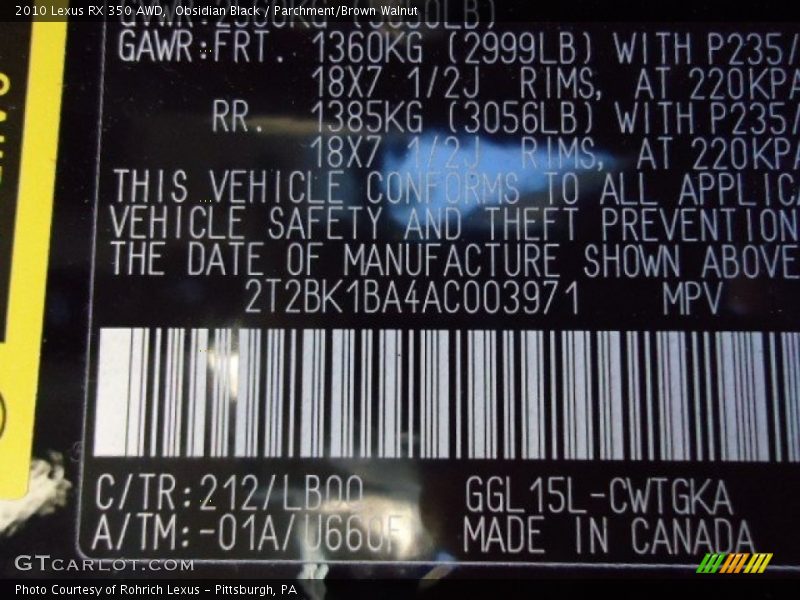 2010 Lexus RX 350 AWD,  Obsidian Black / Parchment/Brown Walnut
GAWR:FRT. 1360KG (2999LB) WITH P235/
18X7 1/2J RIMS, AT 220KPA
RR. 1385KG (3056LB) WITH P235/
18X7 1/2J RIMS, AT 220KPA
THIS VEHICLE CONFORMS TO ALL APPLICA
VEHICLE SAFETY AND THEFT PREVENTION
THE DATE OF MANUFACTURE SHOWN ABOVE
2T2BK1BA4AC003971 MPV
C/TR:212/LB00 GGL15L-CWTGKA
A/TM:-01A/U660F MADE IN CANADA
GTCARLOT.COM
Photo Courtesy of Rohrich Lexus - Pittsburgh, PA